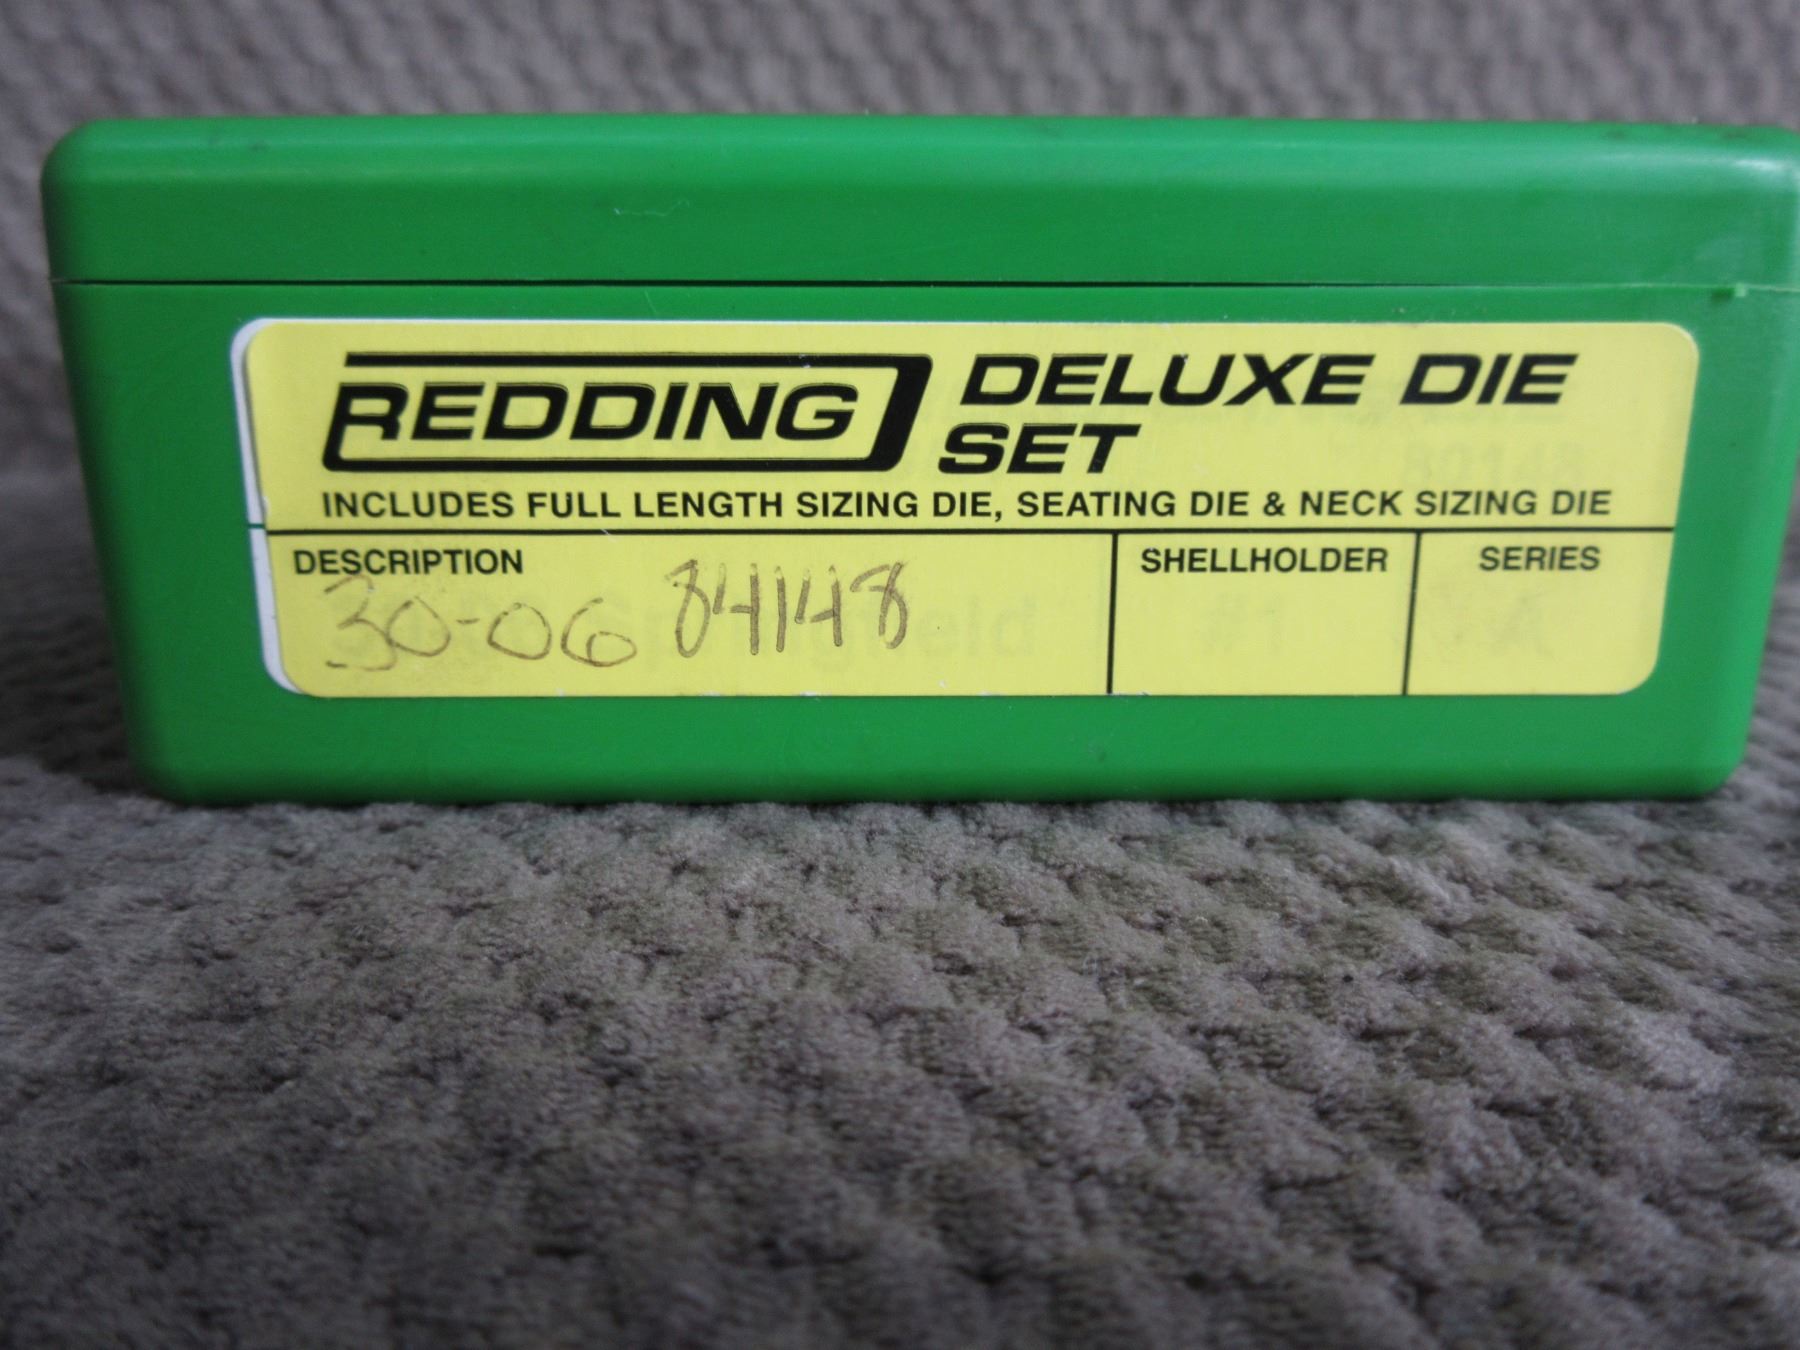 REDDING DELUXE DIE SET
INCLUDES FULL LENGTH SIZING DIE, SEATING DIE & NECK SIZING DIE
DESCRIPTION SHELLHOLDER SERIES
30-06 84148
#1